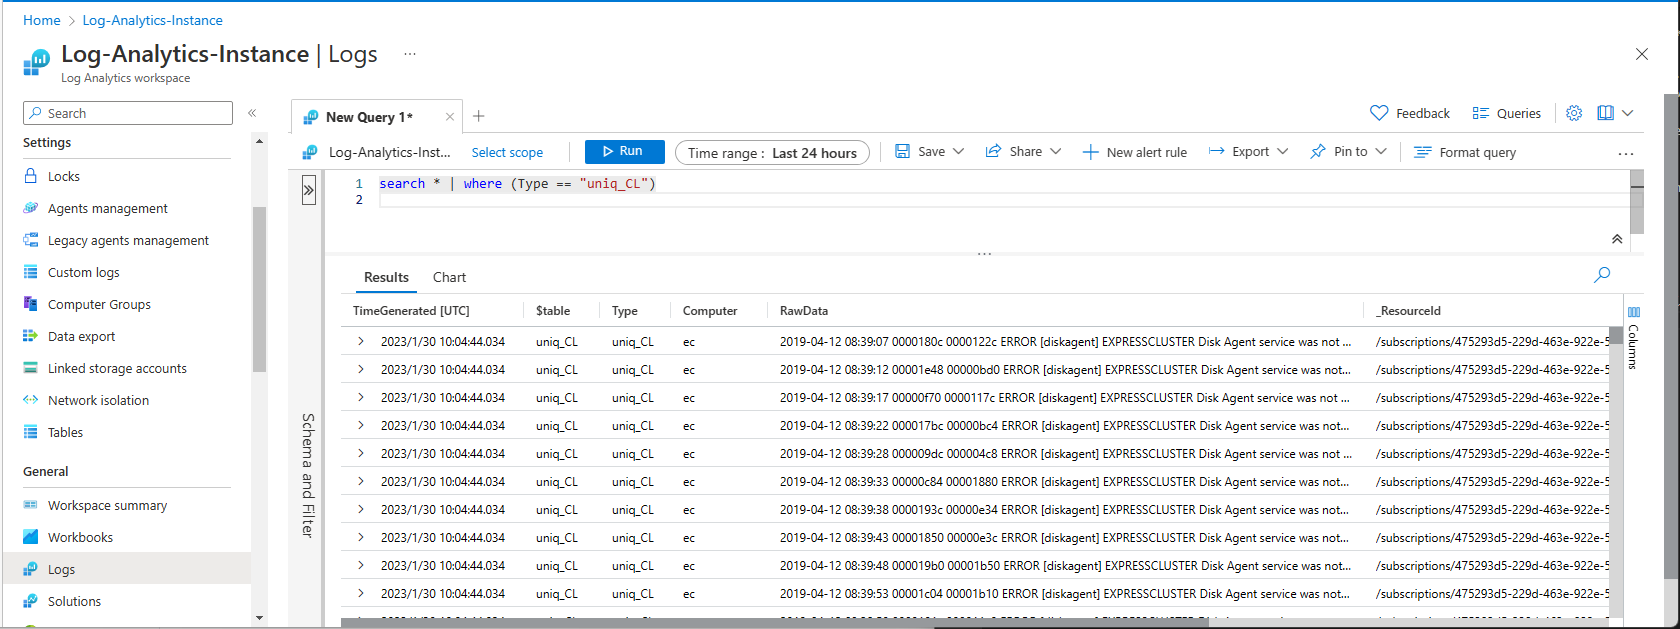 Home > Log-Analytics-Instance
Log-Analytics-Instance | Logs ...
Log Analytics workspace
Search
Settings
Locks
Agents management
Legacy agents management
Custom logs
Computer Groups
Data export
Linked storage accounts
Network isolation
Tables
General
Workspace summary
Workbooks
Logs
Solutions
New Query 1*
Feedback
Queries
Log-Analytics-Inst...
Select scope
Run
Time range : Last 24 hours
Save
Share
New alert rule
Export
Pin to
Format query
1 search * | where (Type == "uniq_CL")
2
Schema and Filter
Results Chart
TimeGenerated [UTC] $table Type Computer RawData _ResourceId
2023/1/30 10:04:44.034 uniq_CL uniq_CL ec 2019-04-12 08:39:07 0000180c 0000122c ERROR [diskagent] EXPRESSCLUSTER Disk Agent service was not ... /subscriptions/475293d5-229d-463e-922e-5
2023/1/30 10:04:44.034 uniq_CL uniq_CL ec 2019-04-12 08:39:12 00001e48 00000bd0 ERROR [diskagent] EXPRESSCLUSTER Disk Agent service was not... /subscriptions/475293d5-229d-463e-922e-5
2023/1/30 10:04:44.034 uniq_CL uniq_CL ec 2019-04-12 08:39:17 00000f70 0000117c ERROR [diskagent] EXPRESSCLUSTER Disk Agent service was not ... /subscriptions/475293d5-229d-463e-922e-5
2023/1/30 10:04:44.034 uniq_CL uniq_CL ec 2019-04-12 08:39:22 000017bc 00000bc4 ERROR [diskagent] EXPRESSCLUSTER Disk Agent service was not... /subscriptions/475293d5-229d-463e-922e-5
2023/1/30 10:04:44.034 uniq_CL uniq_CL ec 2019-04-12 08:39:28 000009dc 000004c8 ERROR [diskagent] EXPRESSCLUSTER Disk Agent service was not ... /subscriptions/475293d5-229d-463e-922e-5
2023/1/30 10:04:44.034 uniq_CL uniq_CL ec 2019-04-12 08:39:33 00000c84 00001880 ERROR [diskagent] EXPRESSCLUSTER Disk Agent service was not... /subscriptions/475293d5-229d-463e-922e-5
2023/1/30 10:04:44.034 uniq_CL uniq_CL ec 2019-04-12 08:39:38 0000193c 00000e34 ERROR [diskagent] EXPRESSCLUSTER Disk Agent service was not... /subscriptions/475293d5-229d-463e-922e-5
2023/1/30 10:04:44.034 uniq_CL uniq_CL ec 2019-04-12 08:39:43 00001850 00000e3c ERROR [diskagent] EXPRESSCLUSTER Disk Agent service was not... /subscriptions/475293d5-229d-463e-922e-5
2023/1/30 10:04:44.034 uniq_CL uniq_CL ec 2019-04-12 08:39:48 000019b0 00001b50 ERROR [diskagent] EXPRESSCLUSTER Disk Agent service was not... /subscriptions/475293d5-229d-463e-922e-5
2023/1/30 10:04:44.034 uniq_CL uniq_CL ec 2019-04-12 08:39:53 00001c04 00001b10 ERROR [diskagent] EXPRESSCLUSTER Disk Agent service was not... /subscriptions/475293d5-229d-463e-922e-5
Columns